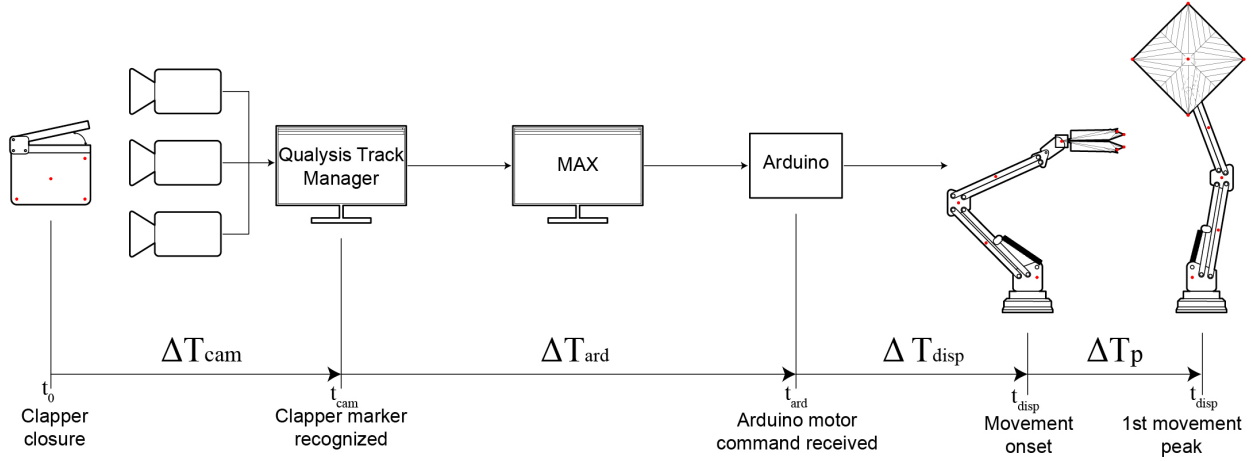 Qualysis Track
Manager
MAX
Arduino
ΔTcam
ΔTard
Δ Tdisp
ΔTp
t0
Clapper
closure
tcam
Clapper marker
recognized
tard
Arduino motor
command received
tdisp
Movement
onset
tdisp
1st movement
peak